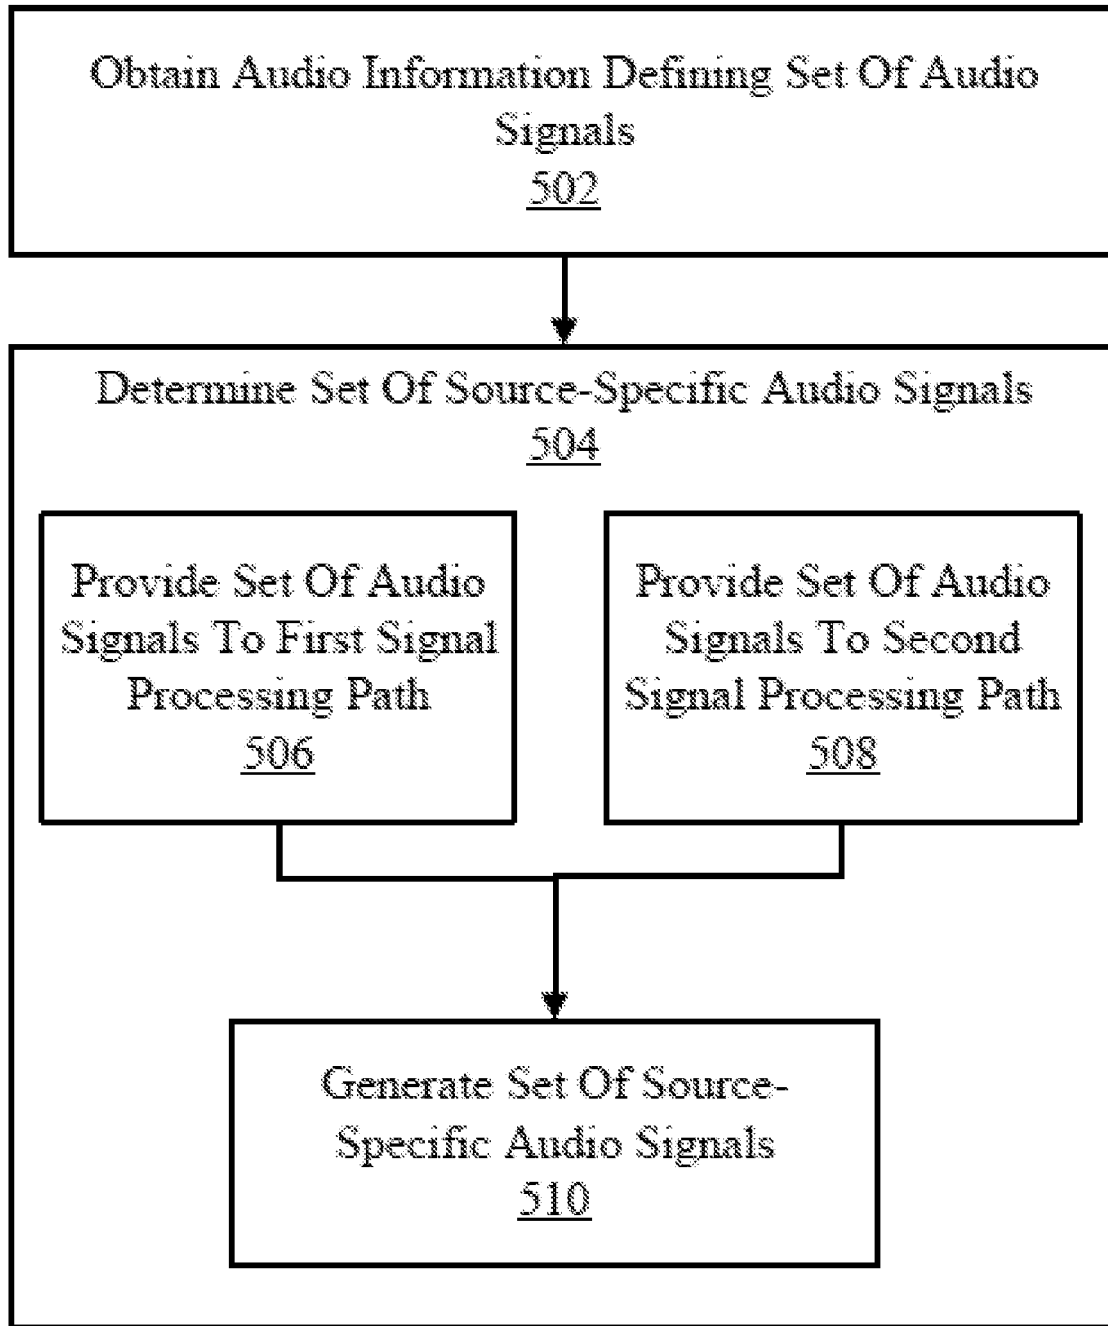 Obtain Audio Information Defining Set Of Audio
Signals
502
Determine Set Of Source-Specific Audio Signals
504
Provide Set Of Audio
Signals To First Signal
Processing Path
506
Provide Set Of Audio
Signals To Second
Signal Processing Path
508
Generate Set Of Source-
Specific Audio Signals
510